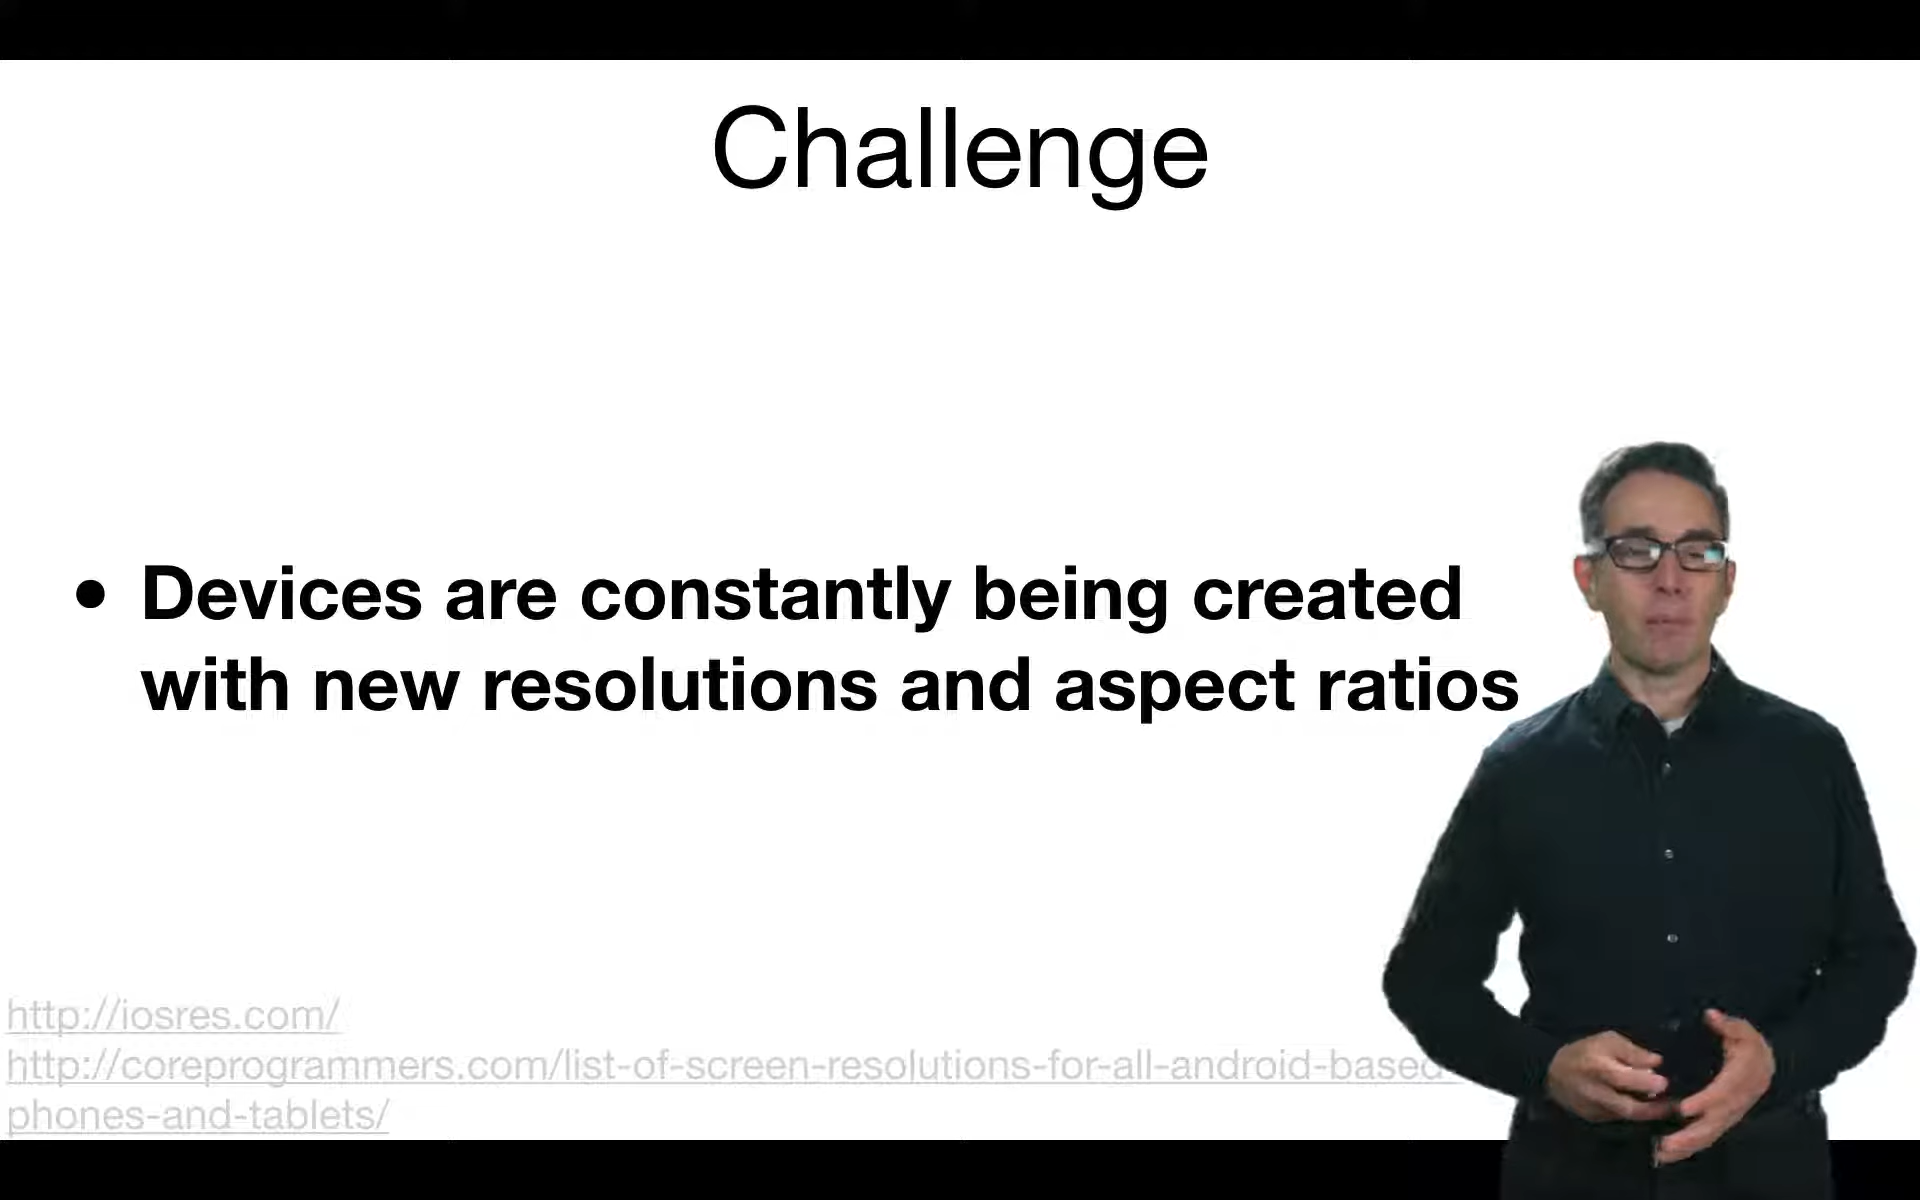 Challenge
• Devices are constantly being created
with new resolutions and aspect ratios
http://iosres.com/
http://coreprogrammers.com/list-of-screen-resolutions-for-all-android-based-
phones-and-tablets/